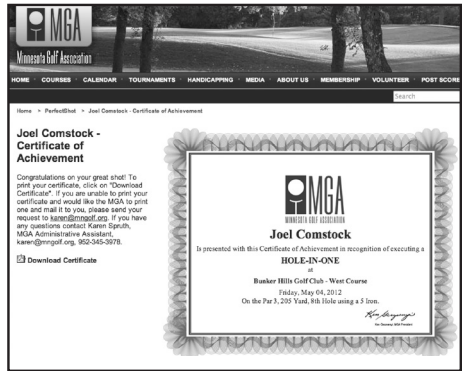 MGA
Minnesota Golf Association
HOME COURSES CALENDAR TOURNAMENTS HANDICAPPING MEDIA ABOUT US MEMBERSHIP VOLUNTEER POST SCORE
Search
Home » PerfectShot » Joel Comstock - Certificate of Achievement
Joel Comstock -
Certificate of
Achievement
Congratulations on your great shot! To
print your certificate, click on "Download
Certificate". If you are unable to print your
certificate and would like the MGA to print
one and mail it to you, please send your
request to karen@mngolf.org. If you have
any questions contact Karen Spruth,
MGA Administrative Assistant,
karen@mngolf.org, 952-345-3978.
Download Certificate
MGA
MINNESOTA GOLF ASSOCIATION
Joel Comstock
Is presented with this Certificate of Achievement in recognition of executing a
HOLE-IN-ONE
at
Bunker Hills Golf Club - West Course
Friday, May 04, 2012
On the Par 3, 205 Yard, 8th Hole using a 5 Iron.